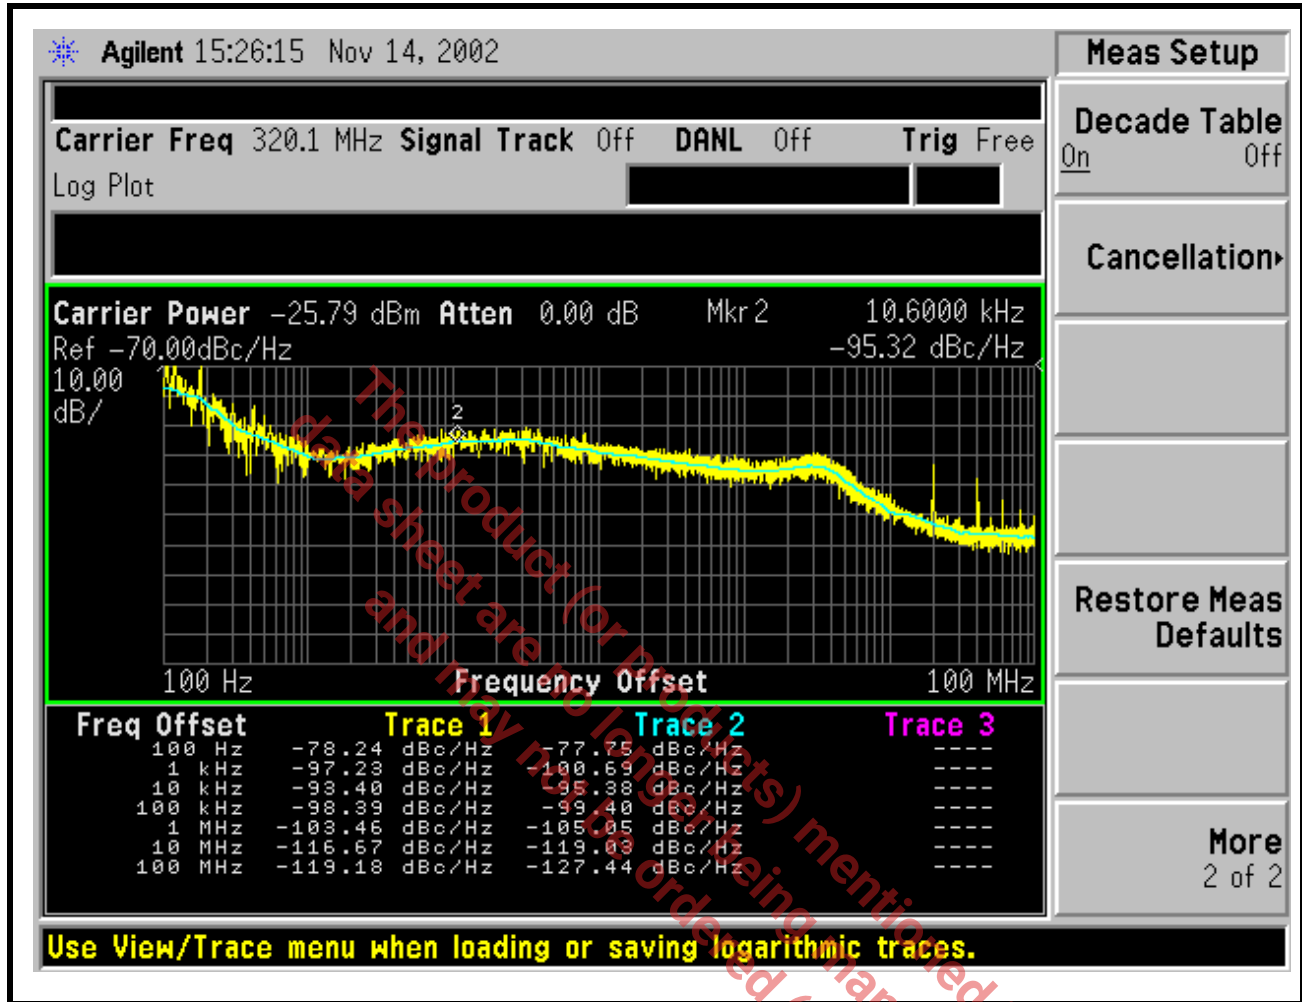 Agilent 15:26:15 Nov 14, 2002
Meas Setup
Carrier Freq 320.1 MHz Signal Track Off DANL Off Trig Free
Log Plot
Decade Table
On Off
Cancellation
Carrier Power -25.79 dBm Atten 0.00 dB Mkr 2 10.6000 kHz
Ref -70.00dBc/Hz -95.32 dBc/Hz
10.00
dB/
2
100 Hz Frequency Offset 100 MHz
Restore Meas
Defaults
Freq Offset Trace 1 Trace 2 Trace 3
100 Hz -78.24 dBc/Hz -77.75 dBc/Hz ----
1 kHz -97.23 dBc/Hz -100.69 dBc/Hz ----
10 kHz -93.40 dBc/Hz -95.38 dBc/Hz ----
100 kHz -98.39 dBc/Hz -99.40 dBc/Hz ----
1 MHz -103.46 dBc/Hz -105.05 dBc/Hz ----
10 MHz -116.67 dBc/Hz -119.03 dBc/Hz ----
100 MHz -119.18 dBc/Hz -127.44 dBc/Hz ----
More
2 of 2
Use View/Trace menu when loading or saving logarithmic traces.
The product (or products) mentioned
data sheet are no longer being man
and may not be ordered